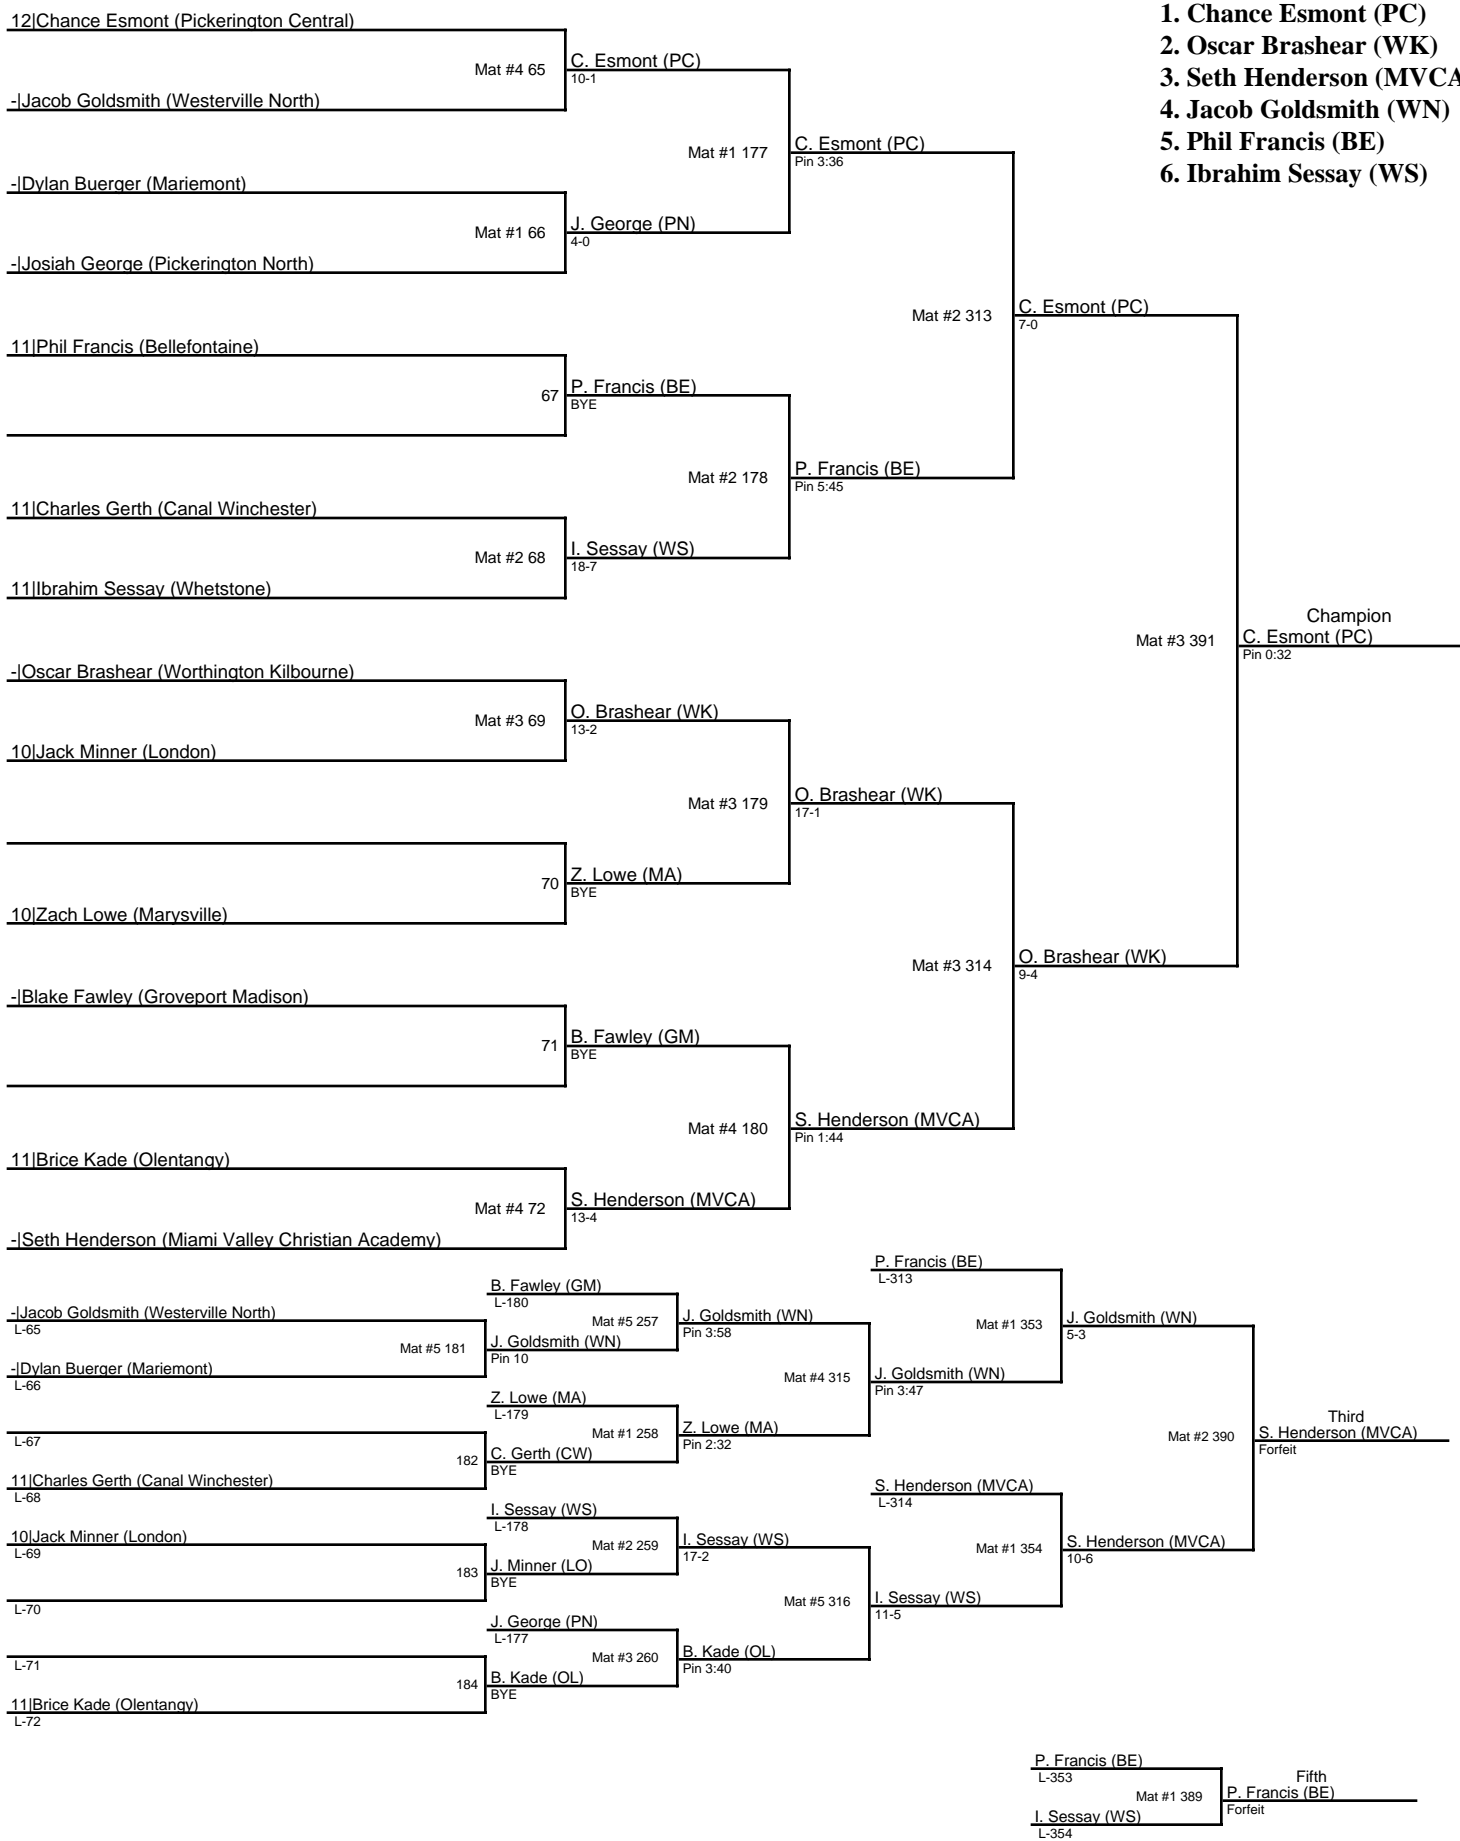 12|Chance Esmont (Pickerington Central)
Mat #4 65
C. Esmont (PC)
10-1
-|Jacob Goldsmith (Westerville North)
Mat #1 177
C. Esmont (PC)
Pin 3:36
-|Dylan Buerger (Mariemont)
Mat #1 66
J. George (PN)
4-0
-|Josiah George (Pickerington North)
Mat #2 313
C. Esmont (PC)
7-0
11|Phil Francis (Bellefontaine)
67
P. Francis (BE)
BYE
Mat #2 178
P. Francis (BE)
Pin 5:45
11|Charles Gerth (Canal Winchester)
Mat #2 68
I. Sessay (WS)
18-7
11|Ibrahim Sessay (Whetstone)
Mat #3 391
Champion
C. Esmont (PC)
Pin 0:32
-|Oscar Brashear (Worthington Kilbourne)
Mat #3 69
O. Brashear (WK)
13-2
10|Jack Minner (London)
Mat #3 179
O. Brashear (WK)
17-1
70
Z. Lowe (MA)
BYE
10|Zach Lowe (Marysville)
Mat #3 314
O. Brashear (WK)
9-4
-|Blake Fawley (Groveport Madison)
71
B. Fawley (GM)
BYE
Mat #4 180
S. Henderson (MVCA)
Pin 1:44
11|Brice Kade (Olentangy)
Mat #4 72
S. Henderson (MVCA)
13-4
-|Seth Henderson (Miami Valley Christian Academy)
1. Chance Esmont (PC)
2. Oscar Brashear (WK)
3. Seth Henderson (MVCA
4. Jacob Goldsmith (WN)
5. Phil Francis (BE)
6. Ibrahim Sessay (WS)
-|Jacob Goldsmith (Westerville North)
L-65
Mat #5 181
-|Dylan Buerger (Mariemont)
L-66
B. Fawley (GM)
L-180
Mat #5 257
J. Goldsmith (WN)
Pin 10
J. Goldsmith (WN)
Pin 3:58
L-67
182
11|Charles Gerth (Canal Winchester)
L-68
Z. Lowe (MA)
L-179
Mat #1 258
C. Gerth (CW)
BYE
Z. Lowe (MA)
Pin 2:32
Mat #4 315
P. Francis (BE)
L-313
Mat #1 353
J. Goldsmith (WN)
Pin 3:47
J. Goldsmith (WN)
5-3
10|Jack Minner (London)
L-69
183
L-70
I. Sessay (WS)
L-178
Mat #2 259
J. Minner (LO)
BYE
I. Sessay (WS)
17-2
L-71
184
11|Brice Kade (Olentangy)
L-72
J. George (PN)
L-177
Mat #3 260
B. Kade (OL)
BYE
B. Kade (OL)
Pin 3:40
Mat #5 316
S. Henderson (MVCA)
L-314
Mat #1 354
I. Sessay (WS)
11-5
S. Henderson (MVCA)
10-6
Mat #2 390
Third
S. Henderson (MVCA)
Forfeit
P. Francis (BE)
L-353
Mat #1 389
I. Sessay (WS)
L-354
Fifth
P. Francis (BE)
Forfeit